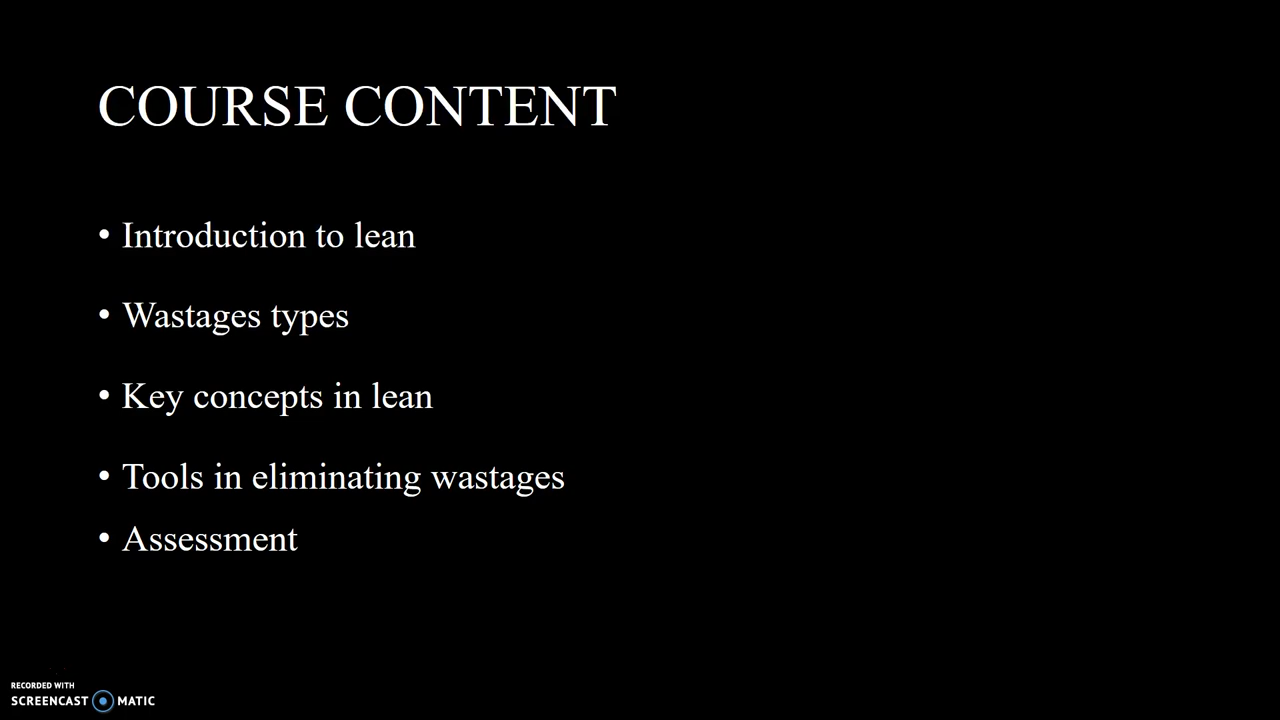 COURSE CONTENT
• Introduction to lean
• Wastages types
• Key concepts in lean
• Tools in eliminating wastages
• Assessment
RECORDED WITH
SCREENCAST MATIC